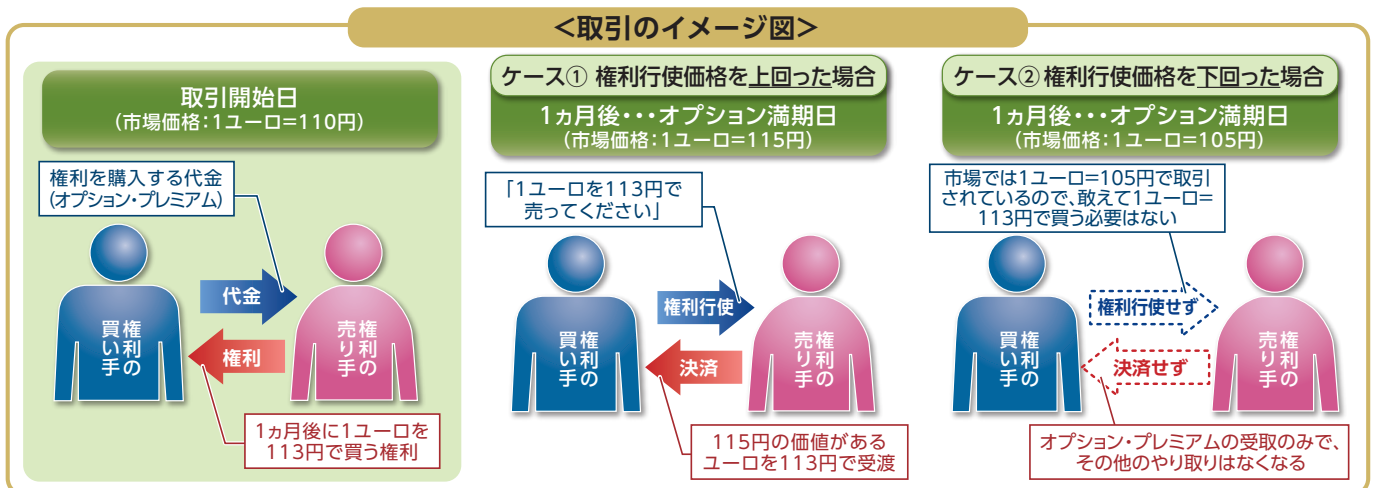 <取引のイメージ図>
取引開始日
(市場価格:1ユーロ=110円)
権利を購入する代金
(オプション・プレミアム)
代金
権利
権利の
買い手
権利の
売り手
1ヵ月後に1ユーロを
113円で買う権利
ケース① 権利行使価格を上回った場合
1ヵ月後・・・オプション満期日
(市場価格:1ユーロ=115円)
「1ユーロを113円で
売ってください」
権利行使
決済
権利の
買い手
権利の
売り手
115円の価値がある
ユーロを113円で受渡
ケース② 権利行使価格を下回った場合
1ヵ月後・・・オプション満期日
(市場価格:1ユーロ=105円)
市場では1ユーロ=105円で取引
されているので、敢えて1ユーロ=
113円で買う必要はない
権利行使せず
決済せず
権利の
買い手
権利の
売り手
オプション・プレミアムの受取のみで、
その他のやり取りはなくなる